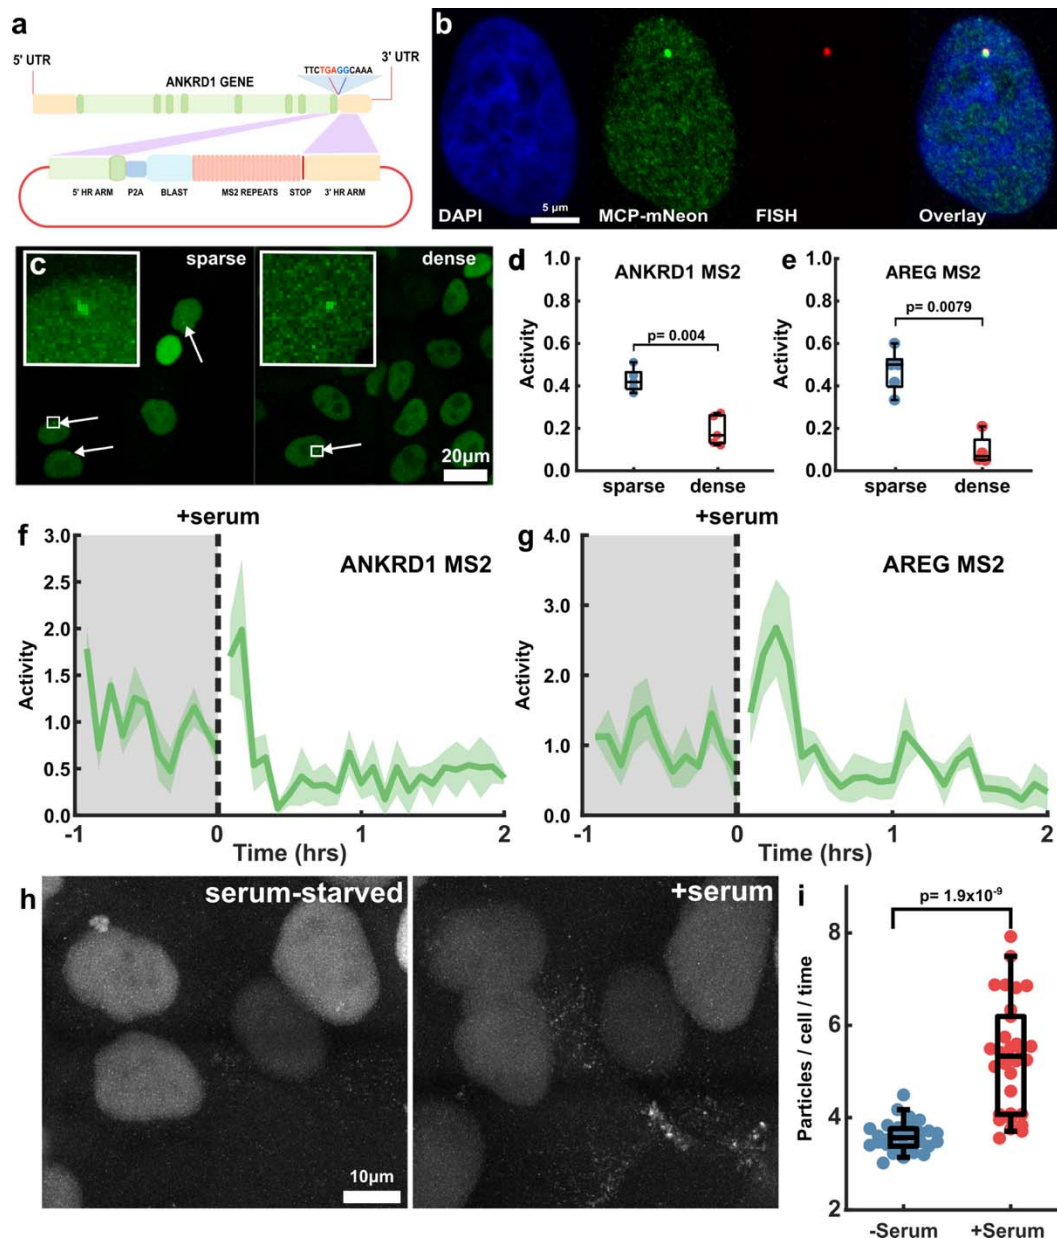 a
5' UTR
ANKRD1 GENE
TTCTGAGGCAAA
3' UTR
5' HR ARM
P2A
BLAST
MS2 REPEATS
STOP
3' HR ARM
b
DAPI
5 µm
MCP-mNeon
FISH
Overlay
c
sparse
dense
20µm
d
ANKRD1 MS2
1.0
0.8
0.6
0.4
0.2
0.0
Activity
p= 0.004
sparse
dense
e
AREG MS2
1.0
0.8
0.6
0.4
0.2
0.0
Activity
p= 0.0079
sparse
dense
f
+serum
ANKRD1 MS2
3.0
2.5
2.0
1.5
1.0
0.5
0.0
Activity
-1
0
1
2
Time (hrs)
g
+serum
AREG MS2
4.0
3.0
2.0
1.0
0.0
Activity
-1
0
1
2
Time (hrs)
h
serum-starved
10µm
+serum
i
p= 1.9x10⁻⁹
8
6
4
2
Particles / cell / time
-Serum
+Serum